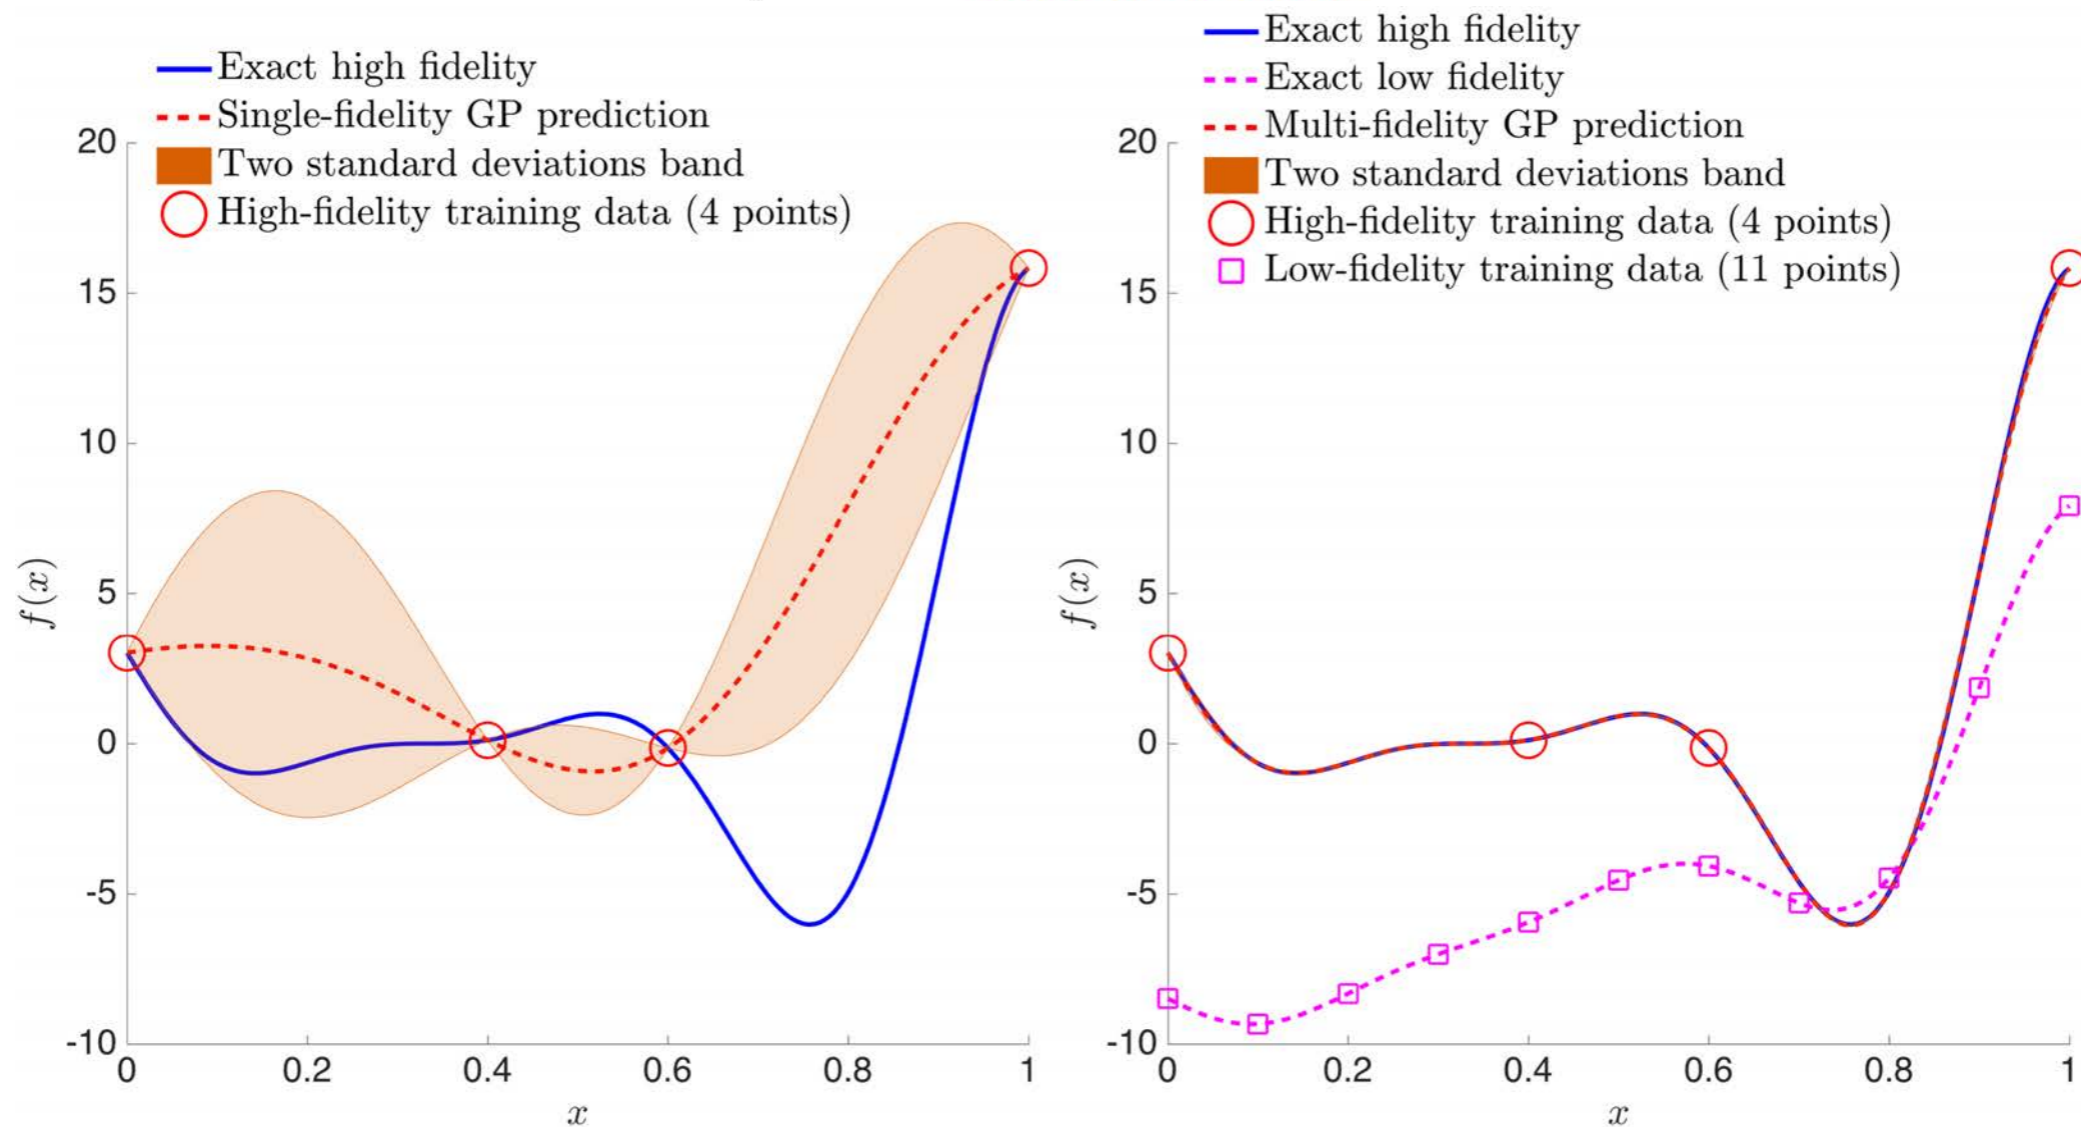 Exact high fidelity
Single-fidelity GP prediction
Two standard deviations band
High-fidelity training data (4 points)
20
15
10
5
0
-5
-10
f(x)
0
0.2
0.4
0.6
0.8
1
x
Exact high fidelity
Exact low fidelity
Multi-fidelity GP prediction
Two standard deviations band
High-fidelity training data (4 points)
Low-fidelity training data (11 points)
20
15
10
5
0
-5
-10
f(x)
0
0.2
0.4
0.6
0.8
1
x